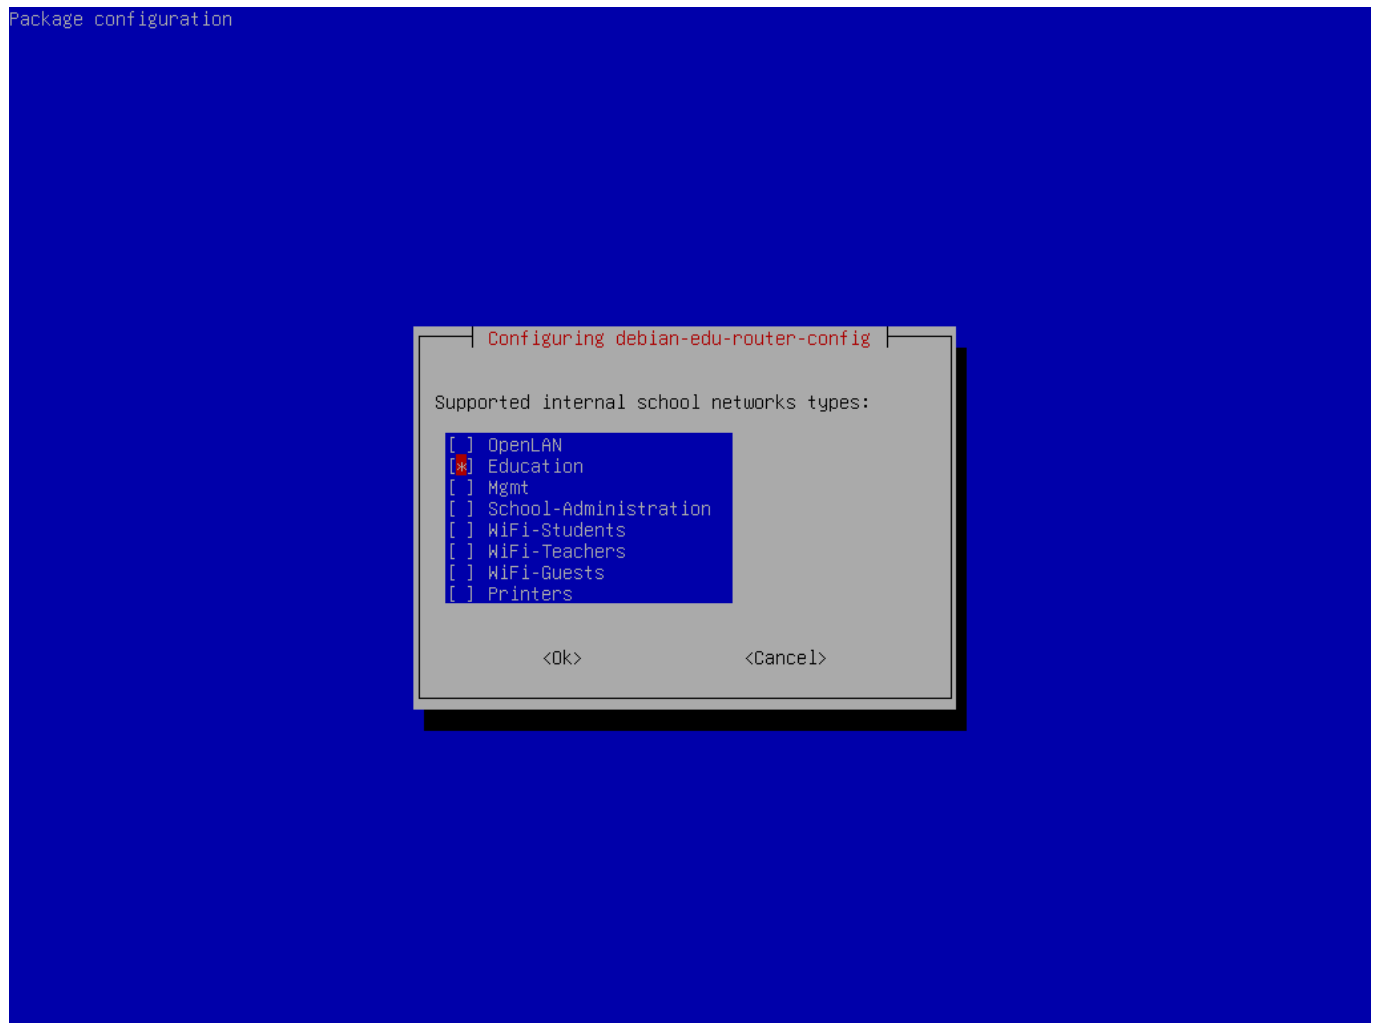 Package configuration
Configuring debian-edu-router-config
Supported internal school networks types:
[ ] OpenLAN
[*] Education
[ ] Mgmt
[ ] School-Administration
[ ] WiFi-Students
[ ] WiFi-Teachers
[ ] WiFi-Guests
[ ] Printers
<Ok> <Cancel>